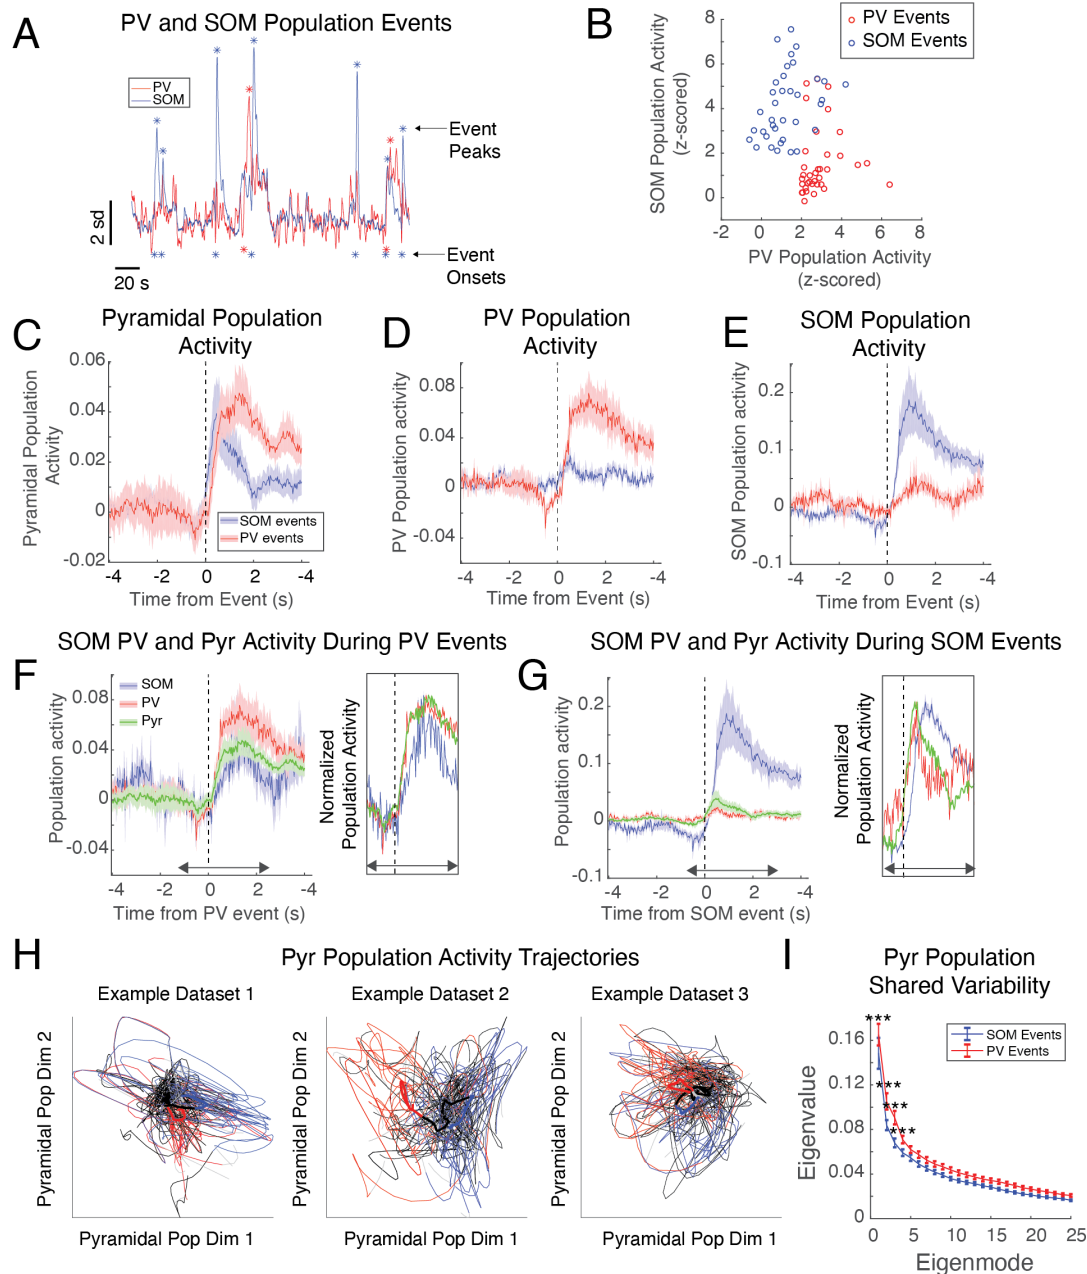 A
PV and SOM Population Events
PV
SOM
Event
Peaks
2 sd
Event
Onsets
20 s
B
PV Events
SOM Events
SOM Population Activity
(z-scored)
8
6
4
2
0
-2 0 2 4 6 8
PV Population Activity
(z-scored)
C
Pyramidal Population
Activity
Pyramidal Population
Activity
0.06
0.04
0.02
0
-0.02
SOM events
PV events
-4 -2 0 2 -4
Time from Event (s)
D
PV Population
Activity
PV Population activity
0.08
0.04
0
-0.04
-4 -2 0 2 -4
Time from Event (s)
E
SOM Population
Activity
SOM Population activity
0.2
0.1
0
-0.1
-4 -2 0 2 -4
Time from Event (s)
SOM PV and Pyr Activity During PV Events
F
SOM
PV
Pyr
Population activity
0.08
0.04
0
-0.04
-4 -2 0 2 -4
Time from PV event (s)
Normalized
Population Activity
SOM PV and Pyr Activity During SOM Events
G
Population activity
0.2
0.1
0
-0.1
-4 -2 0 2 -4
Time from SOM event (s)
Normalized
Population Activity
H
Pyr Population Activity Trajectories
Example Dataset 1
Pyramidal Pop Dim 2
Pyramidal Pop Dim 1
Example Dataset 2
Pyramidal Pop Dim 2
Pyramidal Pop Dim 1
Example Dataset 3
Pyramidal Pop Dim 2
Pyramidal Pop Dim 1
I
Pyr Population
Shared Variability
***
***
***
***
SOM Events
PV Events
Eigenvalue
0.16
0.12
0.08
0.04
0
0 5 10 15 20 25
Eigenmode